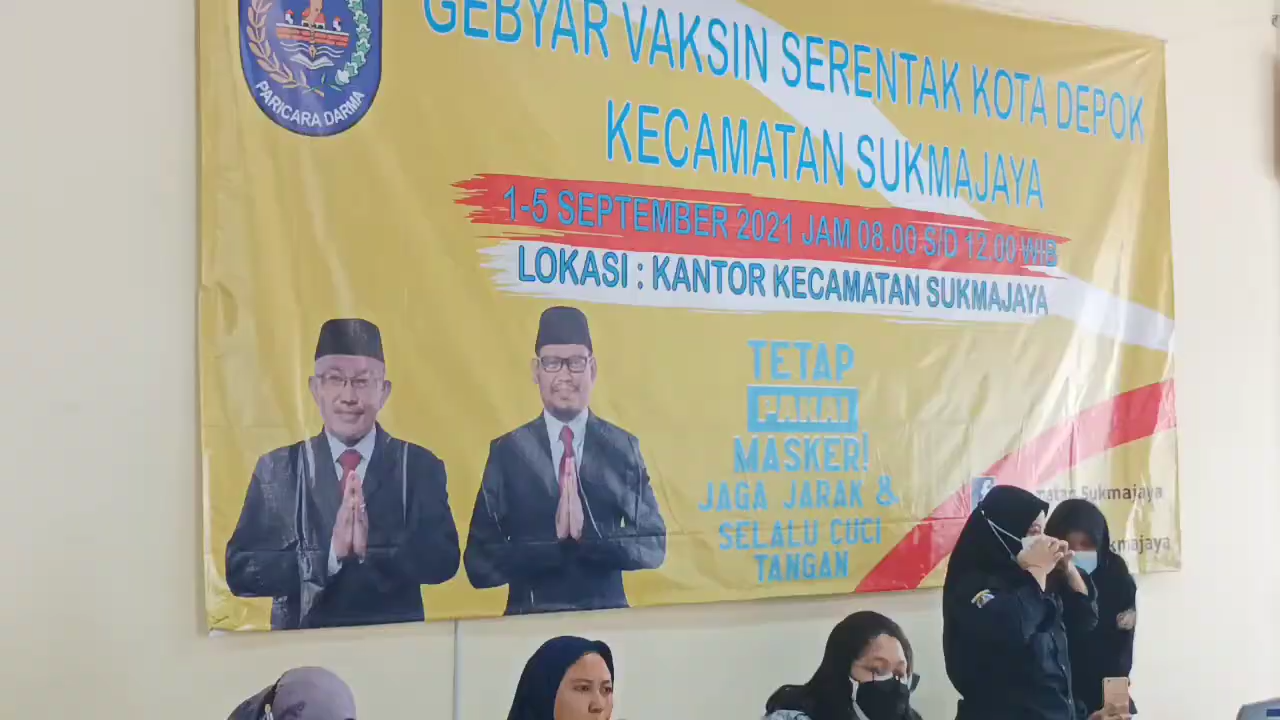 PARICARA DARMA
GEBYAR VAKSIN SERENTAK KOTA DEPOK
KECAMATAN SUKMAJAYA
1-5 SEPTEMBER 2021 JAM 08.00 S/D 12.00 WIB
LOKASI : KANTOR KECAMATAN SUKMAJAYA
TETAP
PAKAI
MASKER!
JAGA JARAK &
SELALU CUCI
TANGAN
Sukmajaya